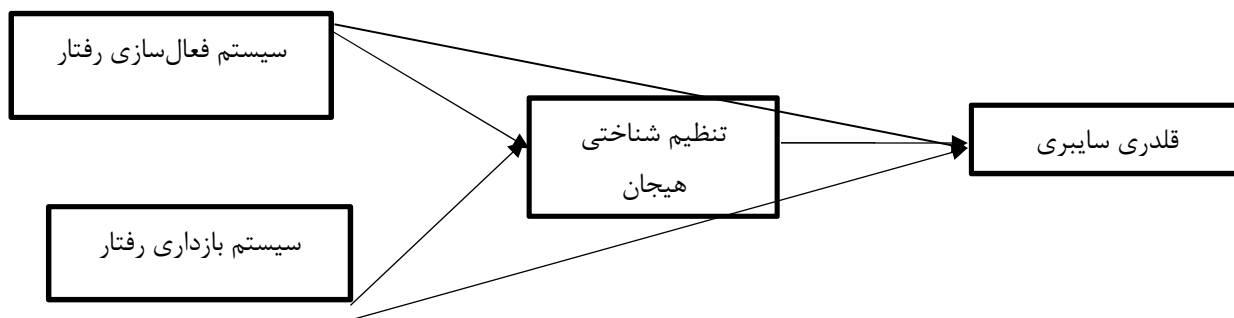 سیستم فعال‌سازی رفتار
تنظیم شناختی
هیجان
قلدری سایبری
سیستم بازداری رفتار